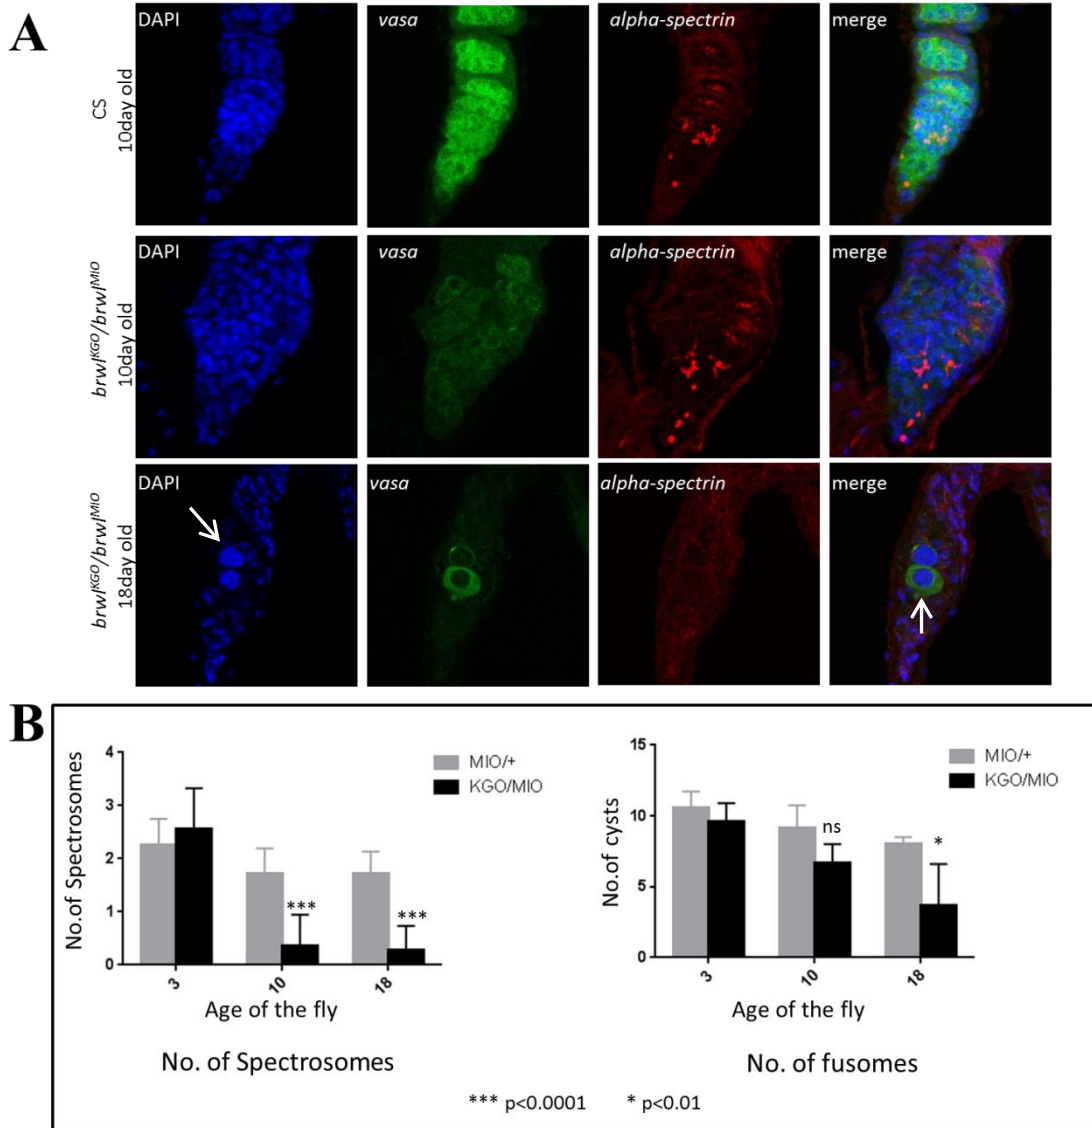 A
DAPI
vasa
alpha-spectrin
merge
CS
10day old
DAPI
vasa
alpha-spectrin
merge
*
brwl^KGO/brwl^MIO
10day old
DAPI
vasa
alpha-spectrin
merge
brwl^KGO/brwl^MIO
18day old
B
No.of Spectrosomes
4
3
2
1
0
MIO/+
KGO/MIO
***
***
3
10
18
Age of the fly
No. of Spectrosomes
No.of cysts
15
10
5
0
MIO/+
KGO/MIO
ns
*
3
10
18
Age of the fly
No. of fusomes
*** p<0.0001 * p<0.01